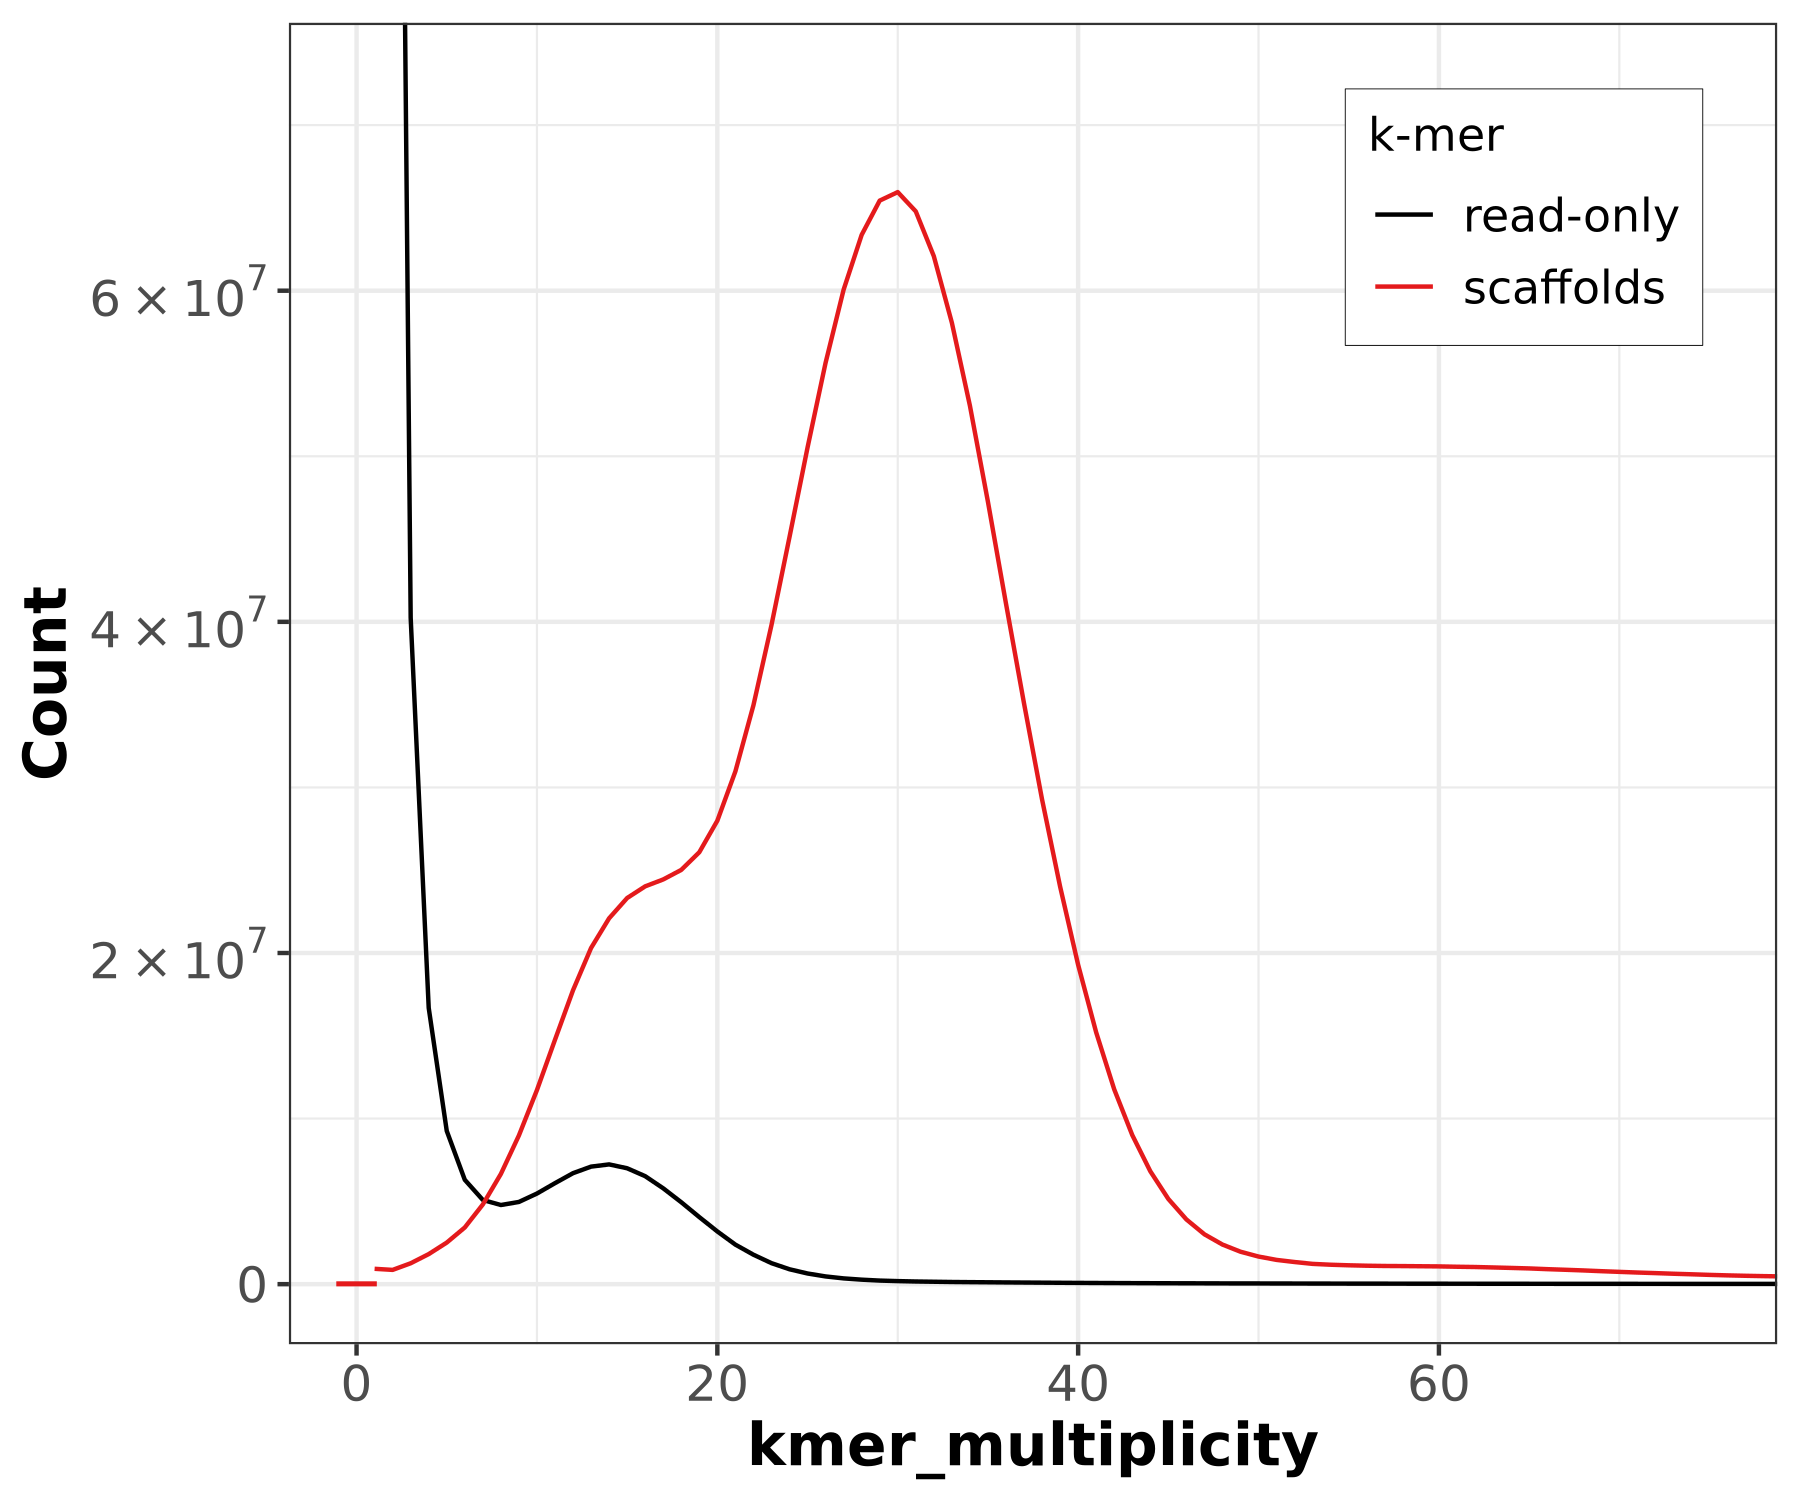 k-mer
read-only
scaffolds
6×10⁷
4×10⁷
2×10⁷
0
Count
0 20 40 60
kmer_multiplicity